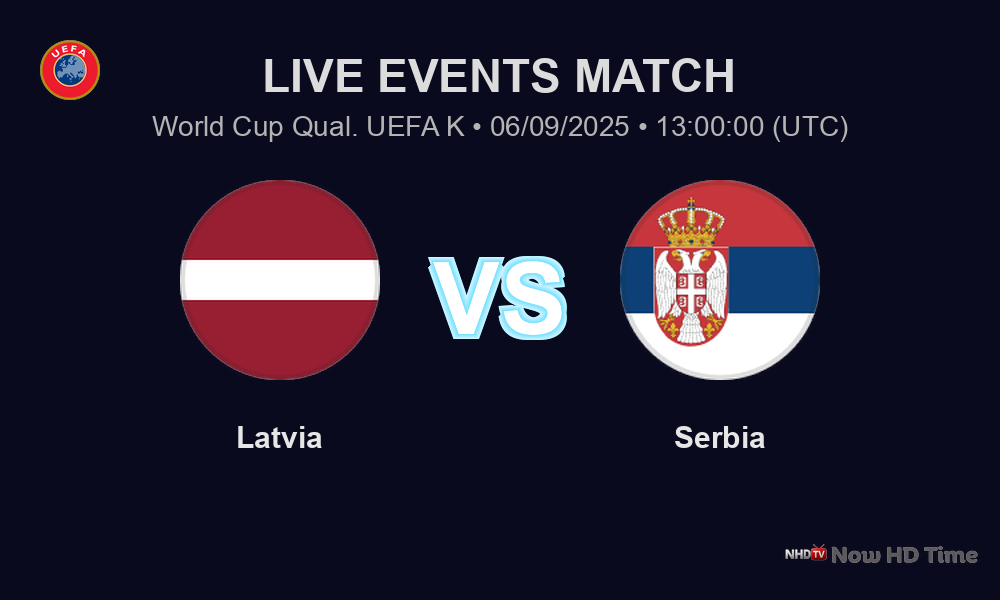 UEFA
LIVE EVENTS MATCH
World Cup Qual. UEFA K • 06/09/2025 • 13:00:00 (UTC)
VS
Latvia
Serbia
NHDTV Now HD Time